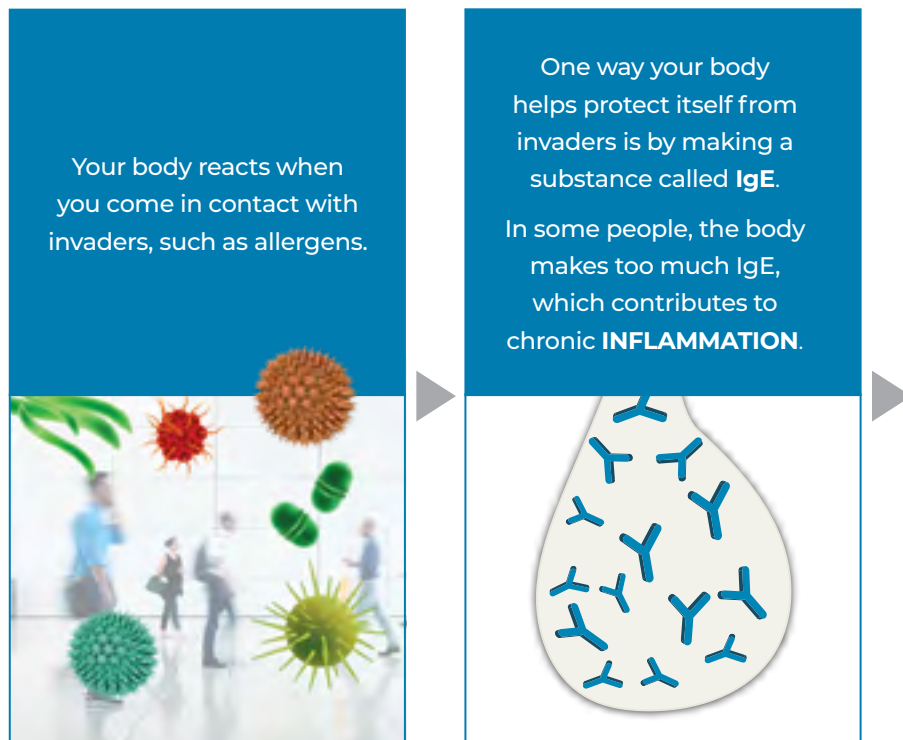 Your body reacts when
you come in contact with
invaders, such as allergens.
One way your body
helps protect itself from
invaders is by making a
substance called IgE.
In some people, the body
makes too much IgE,
which contributes to
chronic INFLAMMATION.